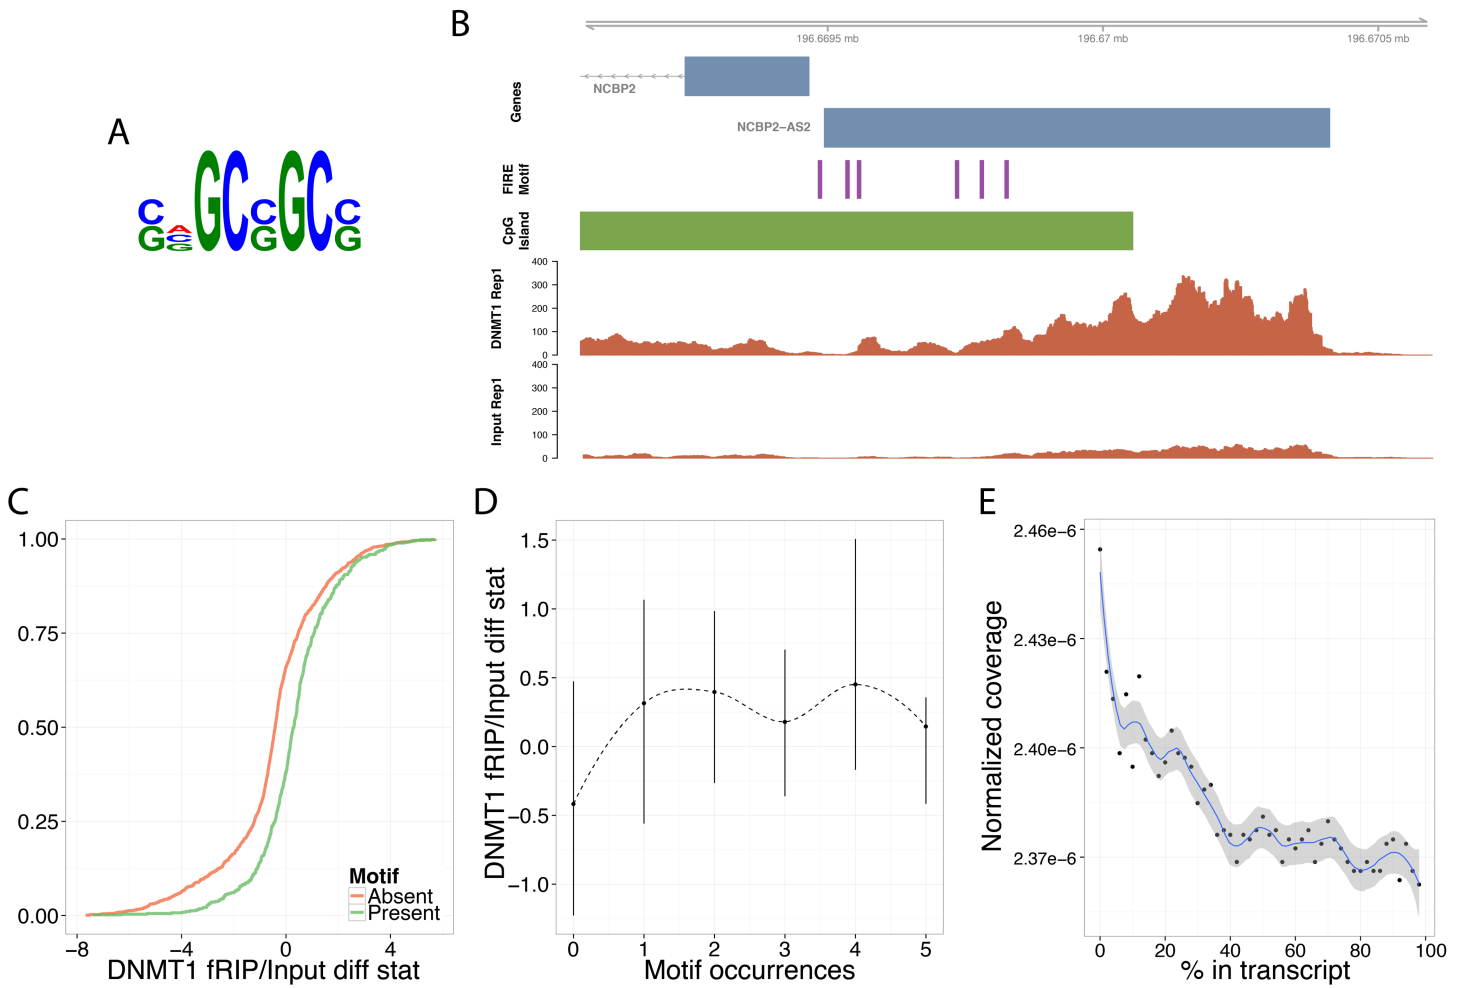 A
C A G C C G C C
G C G G
G
B
196.6695 mb 196.67 mb 196.6705 mb
Genes
NCBP2
NCBP2−AS2
FIRE
Motif
CpG
Island
DNMT1 Rep1
400
300
200
100
0
Input Rep1
400
300
200
100
0
C
1.00
0.75
0.50
0.25
0.00
−8 −4 0 4
DNMT1 fRIP/Input diff stat
Motif
Absent
Present
D
DNMT1 fRIP/Input diff stat
1.5
1.0
0.5
0.0
−0.5
−1.0
0 1 2 3 4 5
Motif occurrences
E
Normalized coverage
2.46e−6
2.43e−6
2.40e−6
2.37e−6
0 20 40 60 80 100
% in transcript